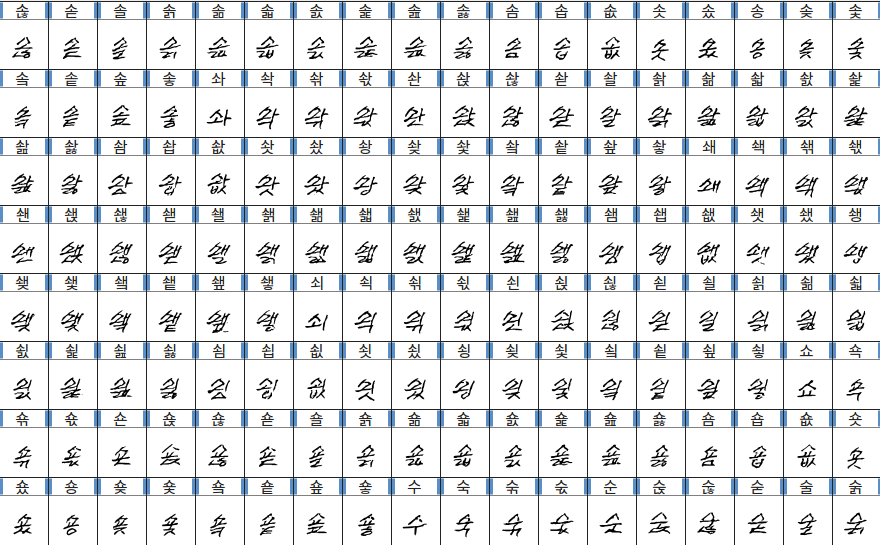 솒 솓 솔 솕 솖 솗 솘 솙 솚 솛 솜 솝 솞 솟 솠 송 솢 솣
솒 솓 솔 솕 솖 솗 솘 솙 솚 솛 솜 솝 솞 솟 솠 송 솢 솣
솤 솥 솦 솧 솨 솩 솪 솫 솬 솭 솮 솯 솰 솱 솲 솳 솴 솵
솤 솥 솦 솧 솨 솩 솪 솫 솬 솭 솮 솯 솰 솱 솲 솳 솴 솵
솶 솷 솸 솹 솺 솻 솼 솽 솾 솿 쇀 쇁 쇂 쇃 쇄 쇅 쇆 쇇
솶 솷 솸 솹 솺 솻 솼 솽 솾 솿 쇀 쇁 쇂 쇃 쇄 쇅 쇆 쇇
쇈 쇉 쇊 쇋 쇌 쇍 쇎 쇏 쇐 쇑 쇒 쇓 쇔 쇕 쇖 쇗 쇘 쇙
쇈 쇉 쇊 쇋 쇌 쇍 쇎 쇏 쇐 쇑 쇒 쇓 쇔 쇕 쇖 쇗 쇘 쇙
쇚 쇛 쇜 쇝 쇞 쇟 쇠 쇡 쇢 쇣 쇤 쇥 쇦 쇧 쇨 쇩 쇪 쇫
쇚 쇛 쇜 쇝 쇞 쇟 쇠 쇡 쇢 쇣 쇤 쇥 쇦 쇧 쇨 쇩 쇪 쇫
쇬 쇭 쇮 쇯 쇰 쇱 쇲 쇳 쇴 쇵 쇶 쇷 쇸 쇹 쇺 쇻 쇼 쇽
쇬 쇭 쇮 쇯 쇰 쇱 쇲 쇳 쇴 쇵 쇶 쇷 쇸 쇹 쇺 쇻 쇼 쇽
쇾 쇿 숀 숁 숂 숃 숄 숅 숆 숇 숈 숉 숊 숋 숌 숍 숎 숏
쇾 쇿 숀 숁 숂 숃 숄 숅 숆 숇 숈 숉 숊 숋 숌 숍 숎 숏
숐 숑 숒 숓 숔 숕 숖 숗 수 숙 숚 숛 순 숝 숞 숟 술 숡
숐 숑 숒 숓 숔 숕 숖 숗 수 숙 숚 숛 순 숝 숞 숟 술 숡